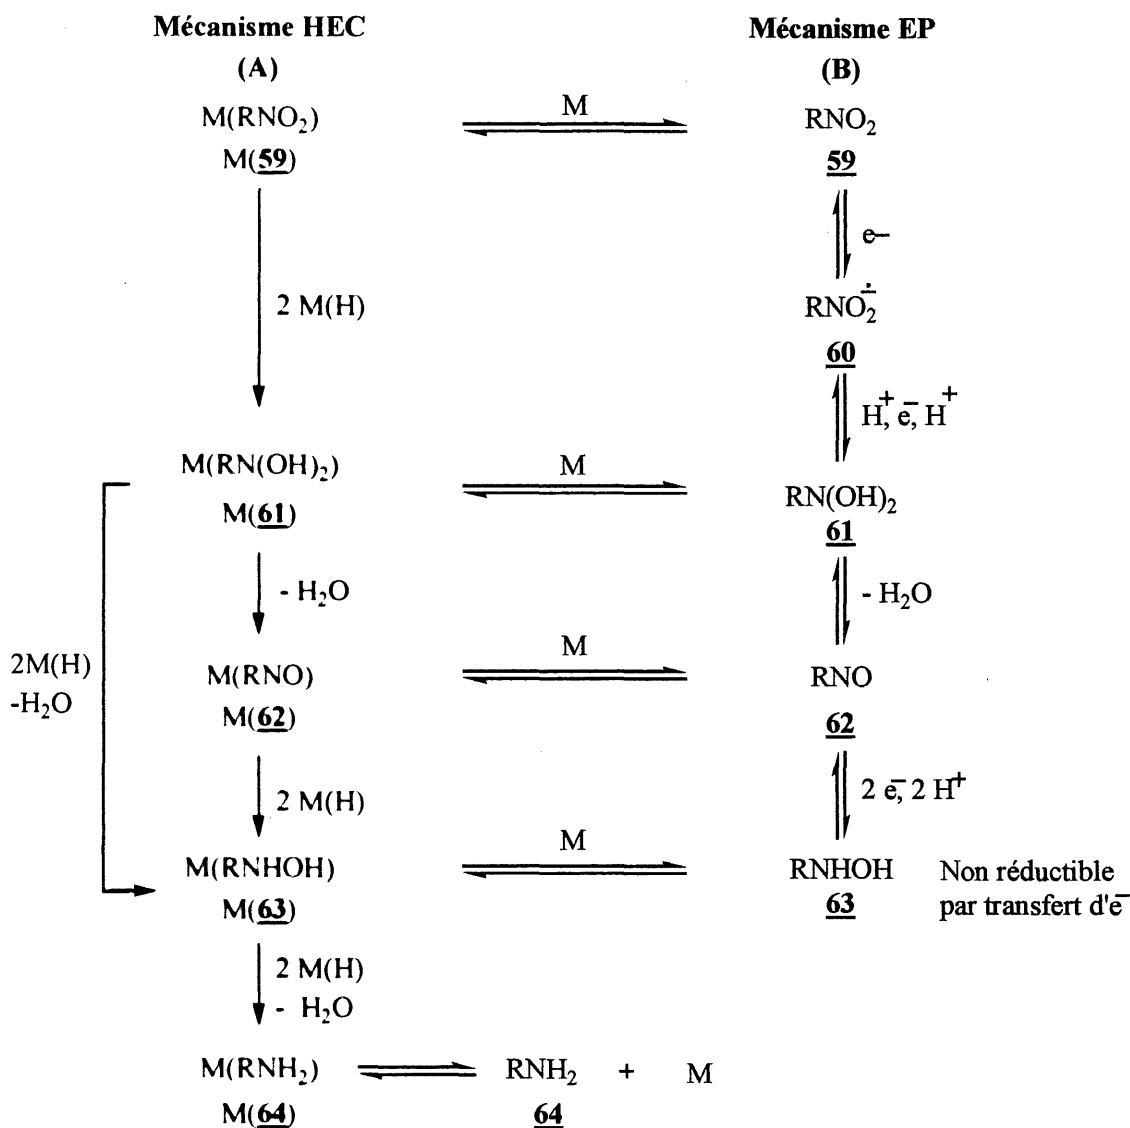 Mécanisme HEC Mécanisme EP
(A) (B)
M(RNO₂) M RNO₂
M(59) 59
e–
2 M(H) RNO₂•⁻
60
H⁺, e⁻, H⁺
M(RN(OH)₂) M RN(OH)₂
M(61) 61
- H₂O - H₂O
2M(H)
-H₂O
M(RNO) M RNO
M(62) 62
2 M(H) 2 e⁻, 2 H⁺
M(RNHOH) M RNHOH Non réductible
M(63) 63 par transfert d'e⁻
2 M(H)
- H₂O
M(RNH₂) RNH₂ + M
M(64) 64